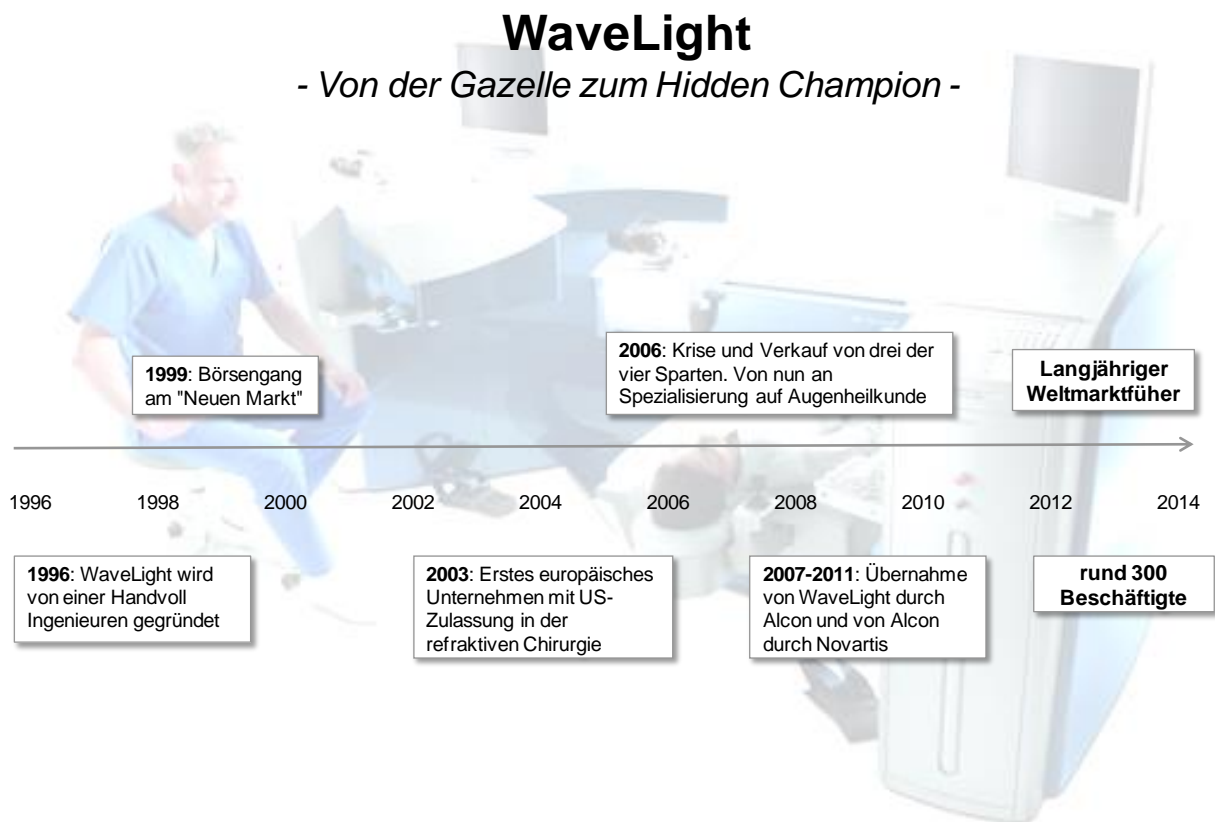 WaveLight
- Von der Gazelle zum Hidden Champion -
1999: Börsengang
am "Neuen Markt"
2006: Krise und Verkauf von drei der
vier Sparten. Von nun an
Spezialisierung auf Augenheilkunde
Langjähriger
Weltmarktfüher
1996 1998 2000 2002 2004 2006 2008 2010 2012 2014
1996: WaveLight wird
von einer Handvoll
Ingenieuren gegründet
2003: Erstes europäisches
Unternehmen mit US-
Zulassung in der
refraktiven Chirurgie
2007-2011: Übernahme
von WaveLight durch
Alcon und von Alcon
durch Novartis
rund 300
Beschäftigte